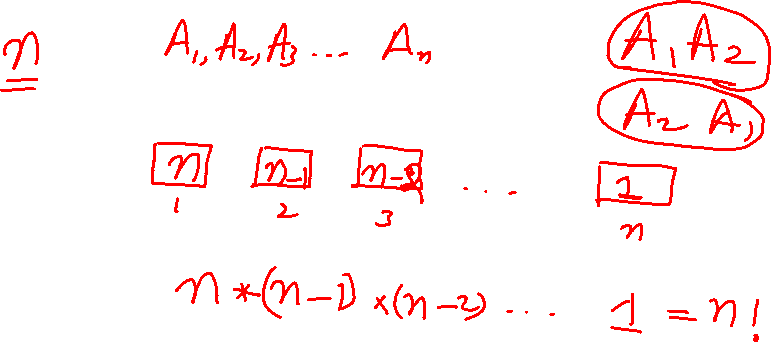 n A₁, A₂, A₃ ... Aₙ A₁ A₂
A₂ A₁
n n-1 n-2 ... 1
1 2 3 n
n * (n-1) × (n-2) ... 1 = n!